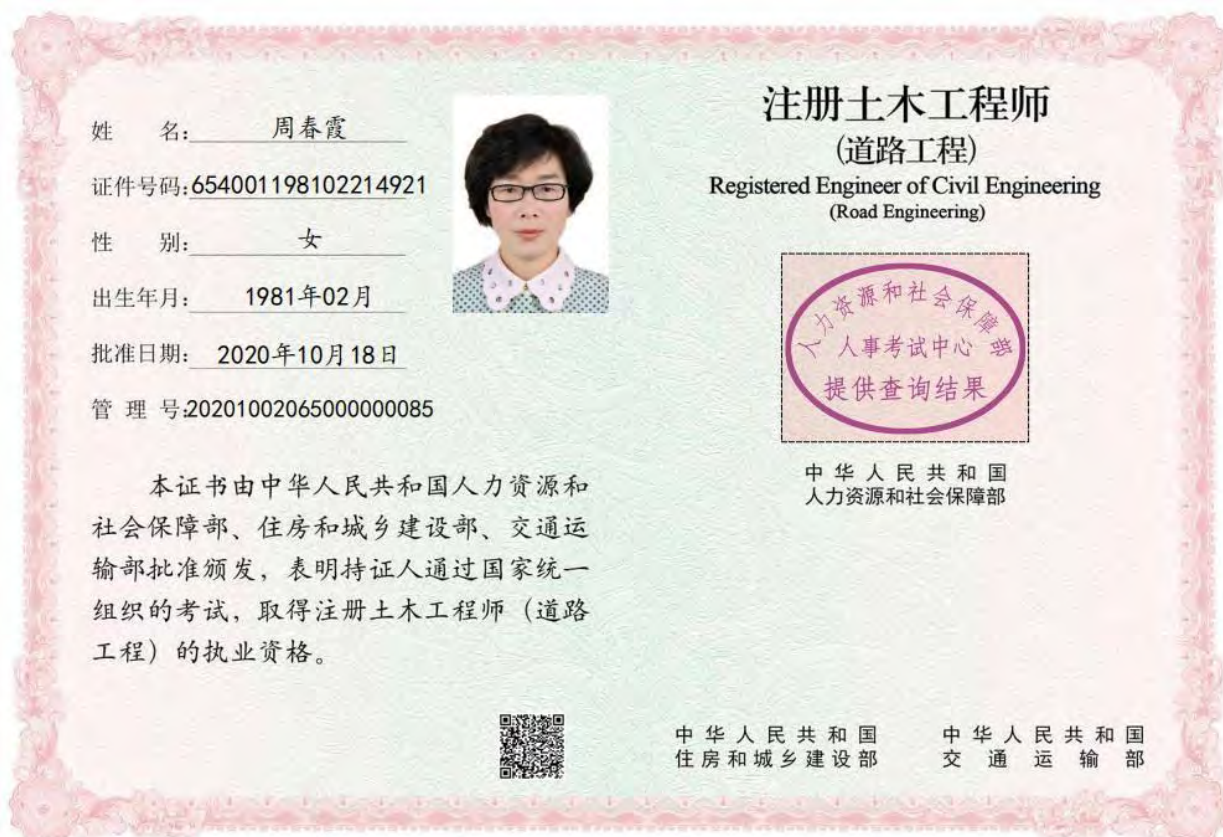 姓名：周春霞
证件号码：654001198102214921
性别：女
出生年月：1981年02月
批准日期：2020年10月18日
管理号：20201002065000000085
本证书由中华人民共和国人力资源和
社会保障部、住房和城乡建设部、交通运
输部批准颁发，表明持证人通过国家统一
组织的考试，取得注册土木工程师（道路
工程）的执业资格。
注册土木工程师
(道路工程)
Registered Engineer of Civil Engineering
(Road Engineering)
人力资源和社会保障部
人事考试中心
提供查询结果
中华人民共和国
人力资源和社会保障部
中华人民共和国
住房和城乡建设部
中华人民共和国
交通运输部